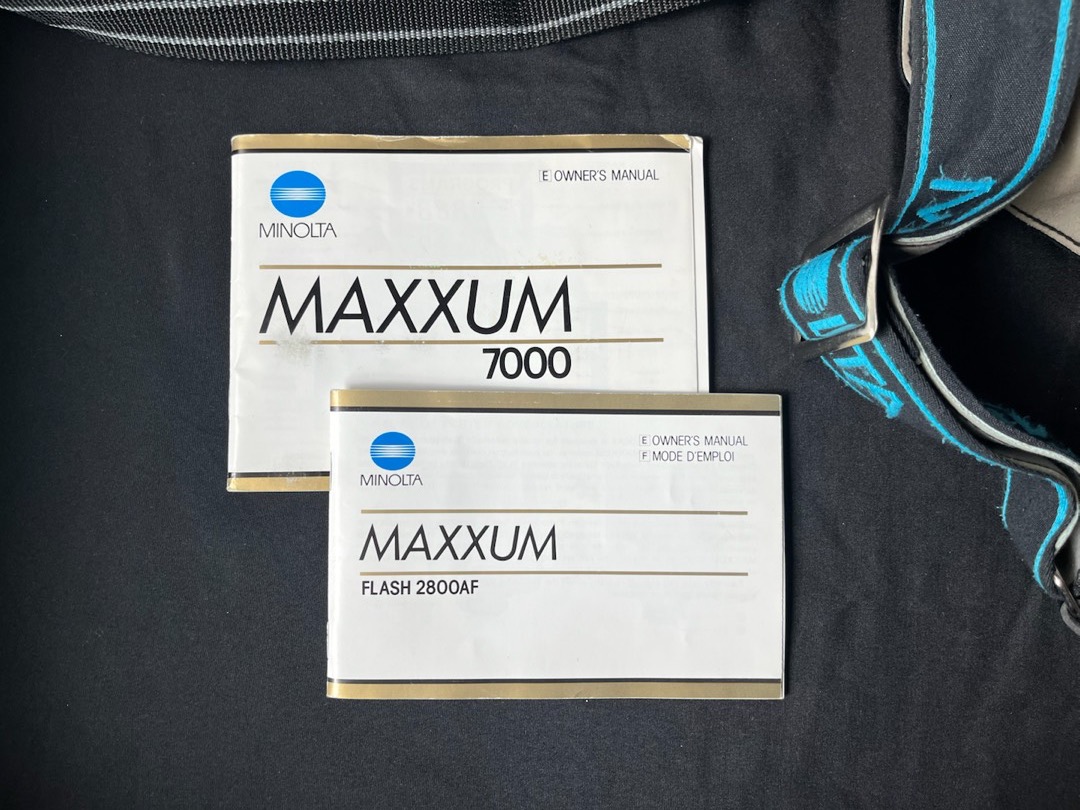 E OWNER'S MANUAL
MINOLTA
MAXXUM
7000
E OWNER'S MANUAL
F MODE D'EMPLOI
MINOLTA
MAXXUM
FLASH 2800AF